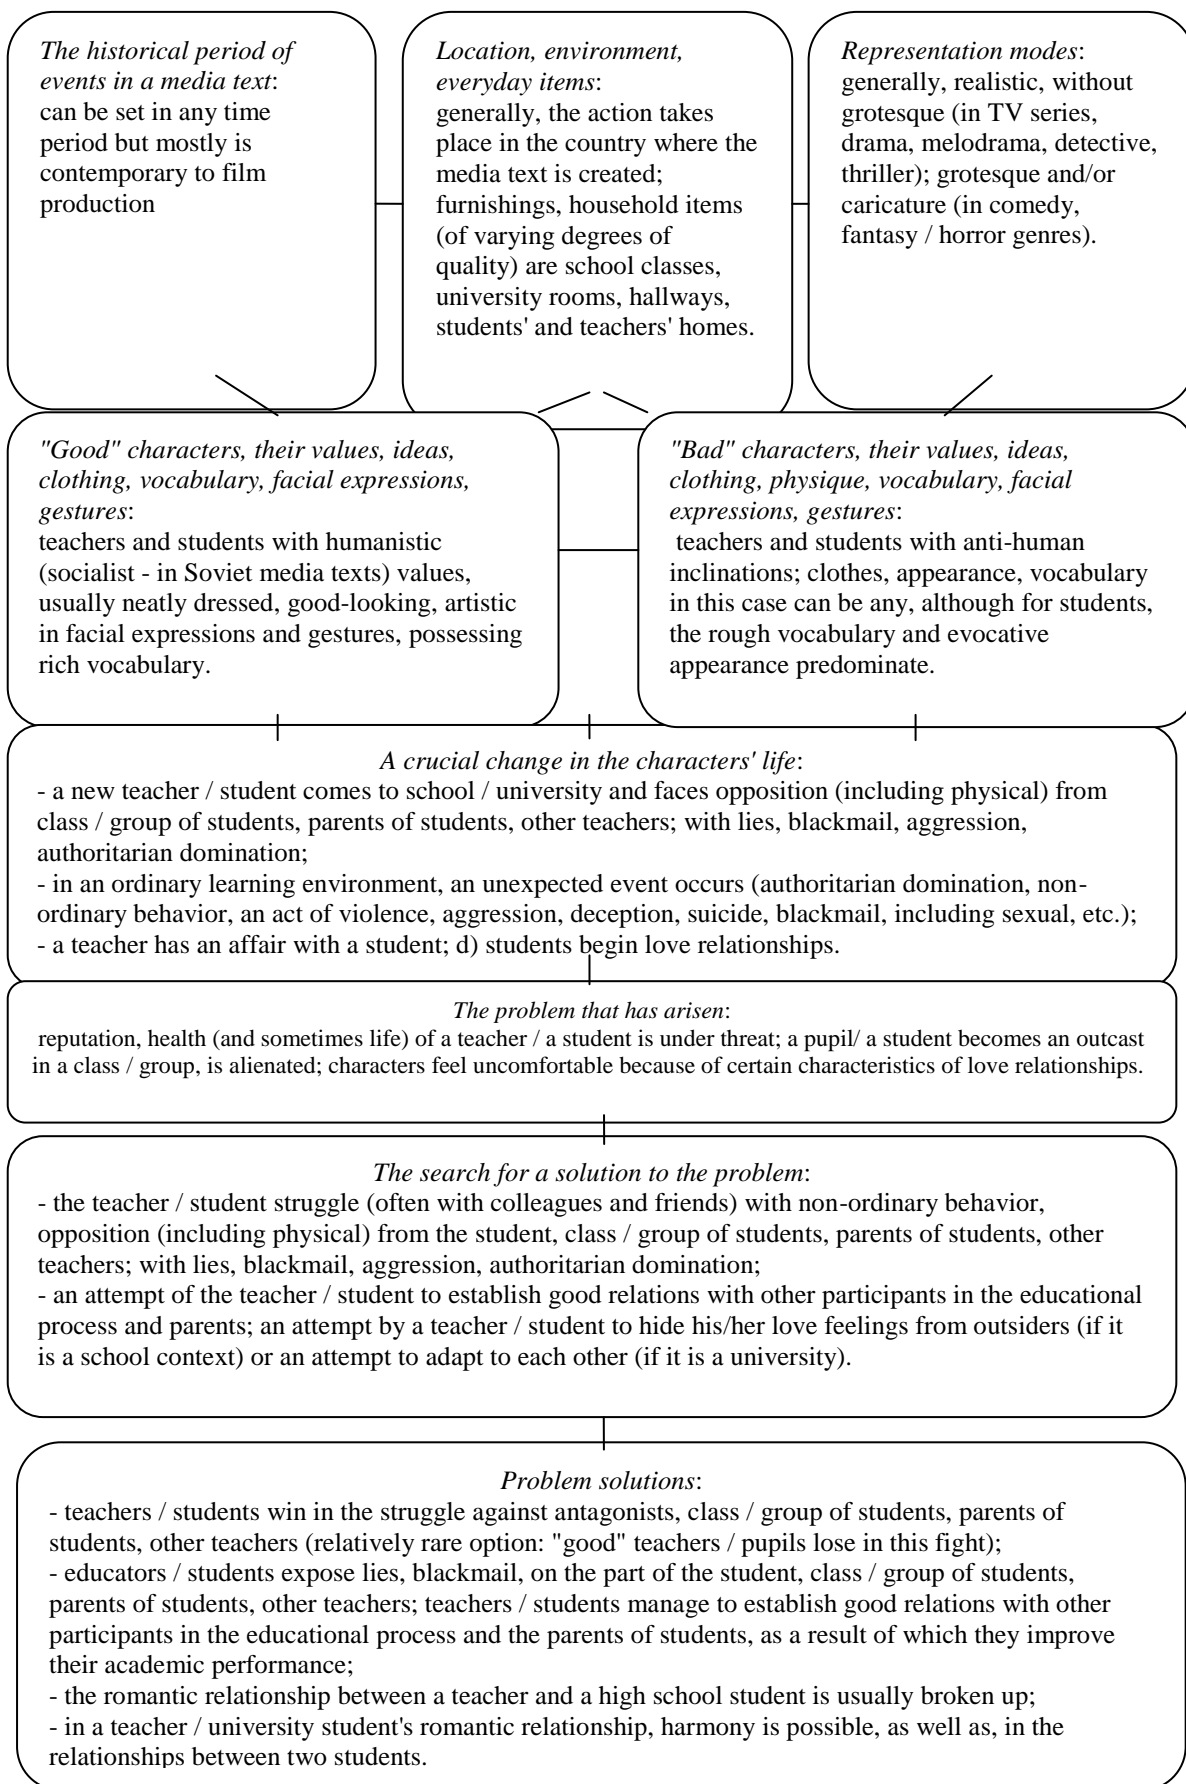 The historical period of
events in a media text:
can be set in any time
period but mostly is
contemporary to film
production
Location, environment,
everyday items:
generally, the action takes
place in the country where the
media text is created;
furnishings, household items
(of varying degrees of
quality) are school classes,
university rooms, hallways,
students' and teachers' homes.
Representation modes:
generally, realistic, without
grotesque (in TV series,
drama, melodrama, detective,
thriller); grotesque and/or
caricature (in comedy,
fantasy / horror genres).
"Good" characters, their values, ideas,
clothing, vocabulary, facial expressions,
gestures:
teachers and students with humanistic
(socialist - in Soviet media texts) values,
usually neatly dressed, good-looking, artistic
in facial expressions and gestures, possessing
rich vocabulary.
"Bad" characters, their values, ideas,
clothing, physique, vocabulary, facial
expressions, gestures:
teachers and students with anti-human
inclinations; clothes, appearance, vocabulary
in this case can be any, although for students,
the rough vocabulary and evocative
appearance predominate.
A crucial change in the characters' life:
- a new teacher / student comes to school / university and faces opposition (including physical) from
class / group of students, parents of students, other teachers; with lies, blackmail, aggression,
authoritarian domination;
- in an ordinary learning environment, an unexpected event occurs (authoritarian domination, non-
ordinary behavior, an act of violence, aggression, deception, suicide, blackmail, including sexual, etc.);
- a teacher has an affair with a student; d) students begin love relationships.
The problem that has arisen:
reputation, health (and sometimes life) of a teacher / a student is under threat; a pupil/ a student becomes an outcast
in a class / group, is alienated; characters feel uncomfortable because of certain characteristics of love relationships.
The search for a solution to the problem:
- the teacher / student struggle (often with colleagues and friends) with non-ordinary behavior,
opposition (including physical) from the student, class / group of students, parents of students, other
teachers; with lies, blackmail, aggression, authoritarian domination;
- an attempt of the teacher / student to establish good relations with other participants in the educational
process and parents; an attempt by a teacher / student to hide his/her love feelings from outsiders (if it
is a school context) or an attempt to adapt to each other (if it is a university).
Problem solutions:
- teachers / students win in the struggle against antagonists, class / group of students, parents of
students, other teachers (relatively rare option: "good" teachers / pupils lose in this fight);
- educators / students expose lies, blackmail, on the part of the student, class / group of students,
parents of students, other teachers; teachers / students manage to establish good relations with other
participants in the educational process and the parents of students, as a result of which they improve
their academic performance;
- the romantic relationship between a teacher and a high school student is usually broken up;
- in a teacher / university student's romantic relationship, harmony is possible, as well as, in the
relationships between two students.